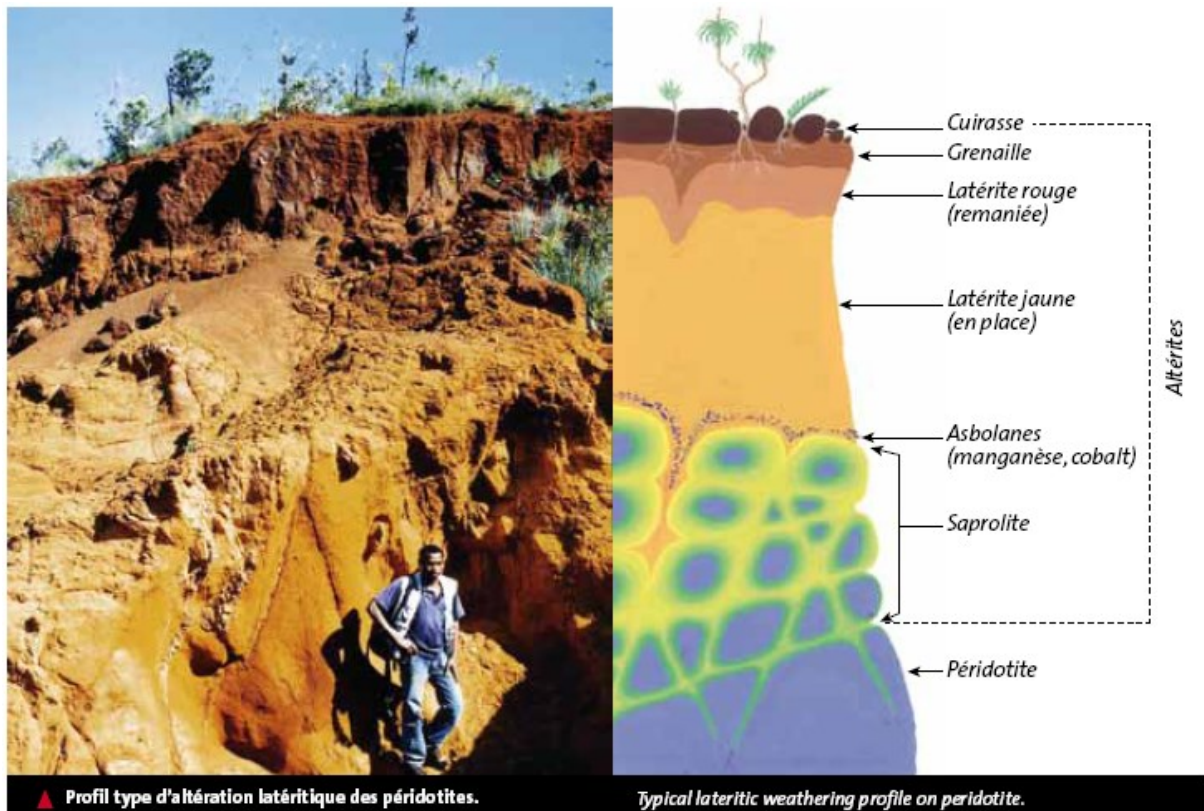 Cuirasse
Grenaille
Latérite rouge
(remaniée)
Latérite jaune
(en place)
Asbolanes
(manganèse, cobalt)
Saprolite
Péridotite
Altérites
Profil type d'altération latéritique des péridotites.
Typical lateritic weathering profile on peridotite.